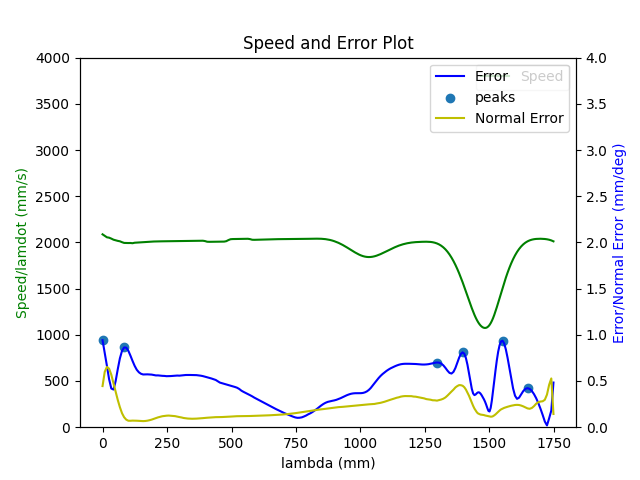 Speed and Error Plot
4000
3500
3000
2500
2000
1500
1000
500
0
Speed/lamdot (mm/s)
4.0
3.5
3.0
2.5
2.0
1.5
1.0
0.5
0.0
Error/Normal Error (mm/deg)
Speed
Error
peaks
Normal Error
0 250 500 750 1000 1250 1500 1750
lambda (mm)